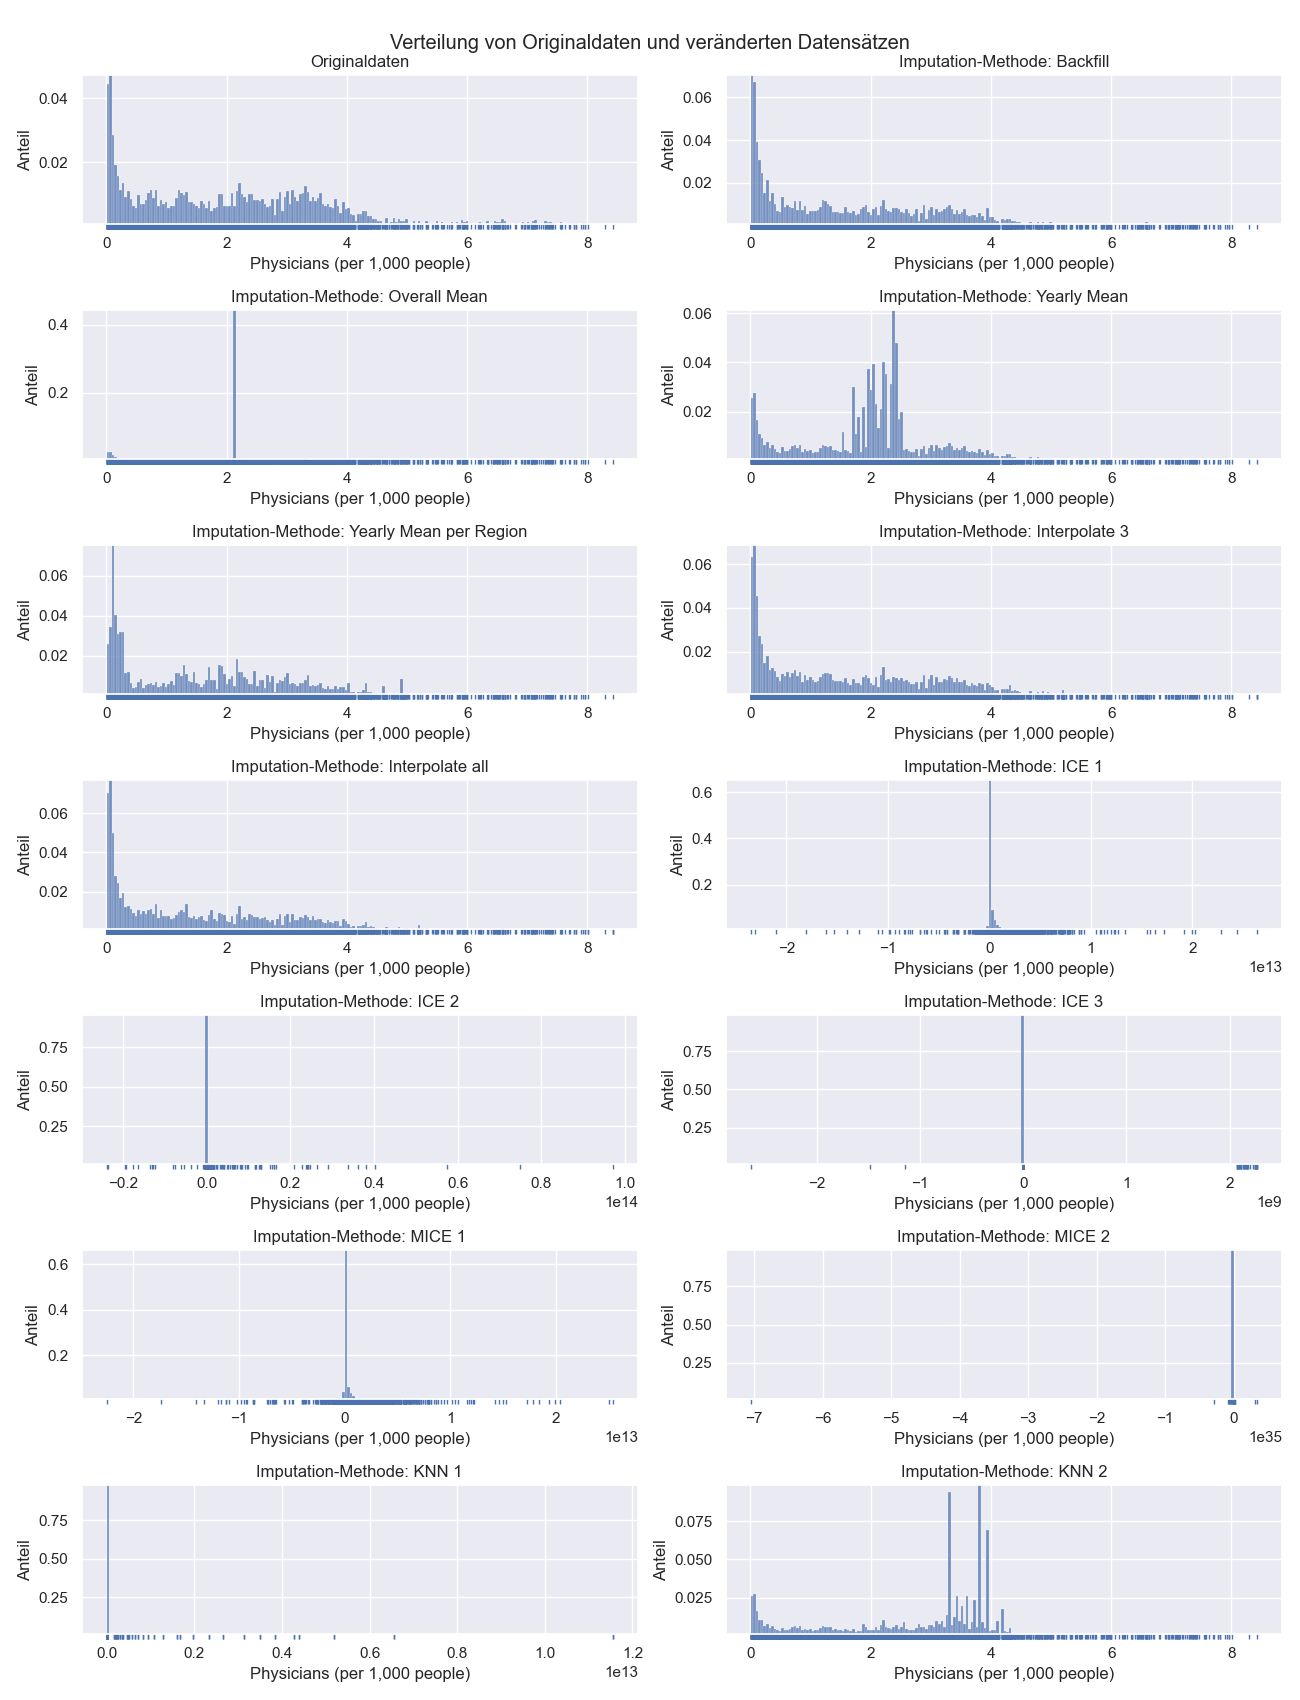 Verteilung von Originaldaten und veränderten Datensätzen
Originaldaten
0.04
0.02
Anteil
0 2 4 6 8
Physicians (per 1,000 people)
Imputation-Methode: Backfill
0.06
0.04
0.02
Anteil
0 2 4 6 8
Physicians (per 1,000 people)
Imputation-Methode: Overall Mean
0.4
0.2
Anteil
0 2 4 6 8
Physicians (per 1,000 people)
Imputation-Methode: Yearly Mean
0.06
0.04
0.02
Anteil
0 2 4 6 8
Physicians (per 1,000 people)
Imputation-Methode: Yearly Mean per Region
0.06
0.04
0.02
Anteil
0 2 4 6 8
Physicians (per 1,000 people)
Imputation-Methode: Interpolate 3
0.06
0.04
0.02
Anteil
0 2 4 6 8
Physicians (per 1,000 people)
Imputation-Methode: Interpolate all
0.06
0.04
0.02
Anteil
0 2 4 6 8
Physicians (per 1,000 people)
Imputation-Methode: ICE 1
0.6
0.4
0.2
Anteil
−2 −1 0 1 2
1e13
Physicians (per 1,000 people)
Imputation-Methode: ICE 2
0.75
0.50
0.25
Anteil
−0.2 0.0 0.2 0.4 0.6 0.8 1.0
1e14
Physicians (per 1,000 people)
Imputation-Methode: ICE 3
0.75
0.50
0.25
Anteil
−2 −1 0 1 2
1e9
Physicians (per 1,000 people)
Imputation-Methode: MICE 1
0.6
0.4
0.2
Anteil
−2 −1 0 1 2
1e13
Physicians (per 1,000 people)
Imputation-Methode: MICE 2
0.75
0.50
0.25
Anteil
−7 −6 −5 −4 −3 −2 −1 0
1e35
Physicians (per 1,000 people)
Imputation-Methode: KNN 1
0.75
0.50
0.25
Anteil
0.0 0.2 0.4 0.6 0.8 1.0 1.2
1e13
Physicians (per 1,000 people)
Imputation-Methode: KNN 2
0.075
0.050
0.025
Anteil
0 2 4 6 8
Physicians (per 1,000 people)